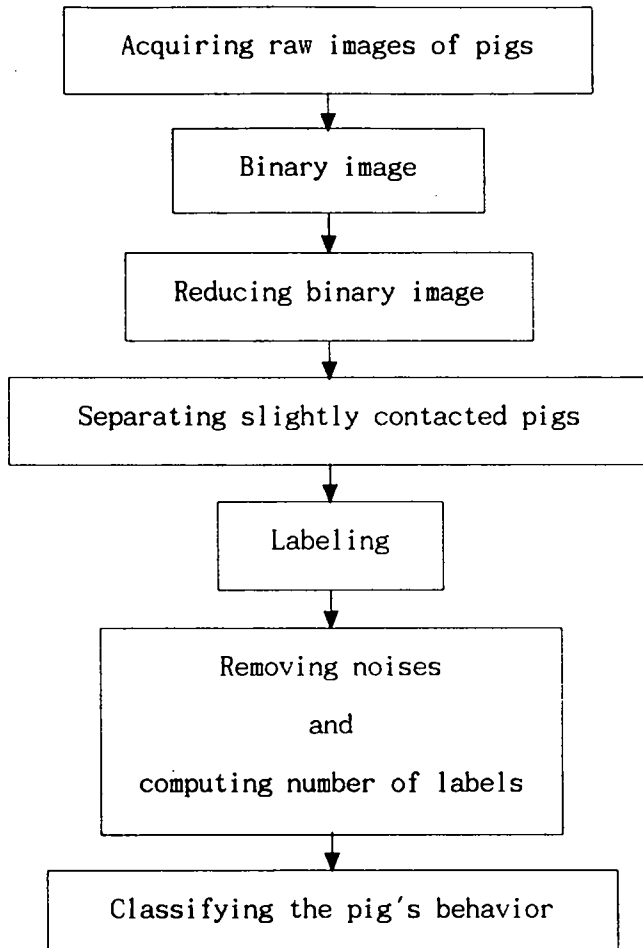 Acquiring raw images of pigs
Binary image
Reducing binary image
Separating slightly contacted pigs
Labeling
Removing noises
and
computing number of labels
Classifying the pig's behavior